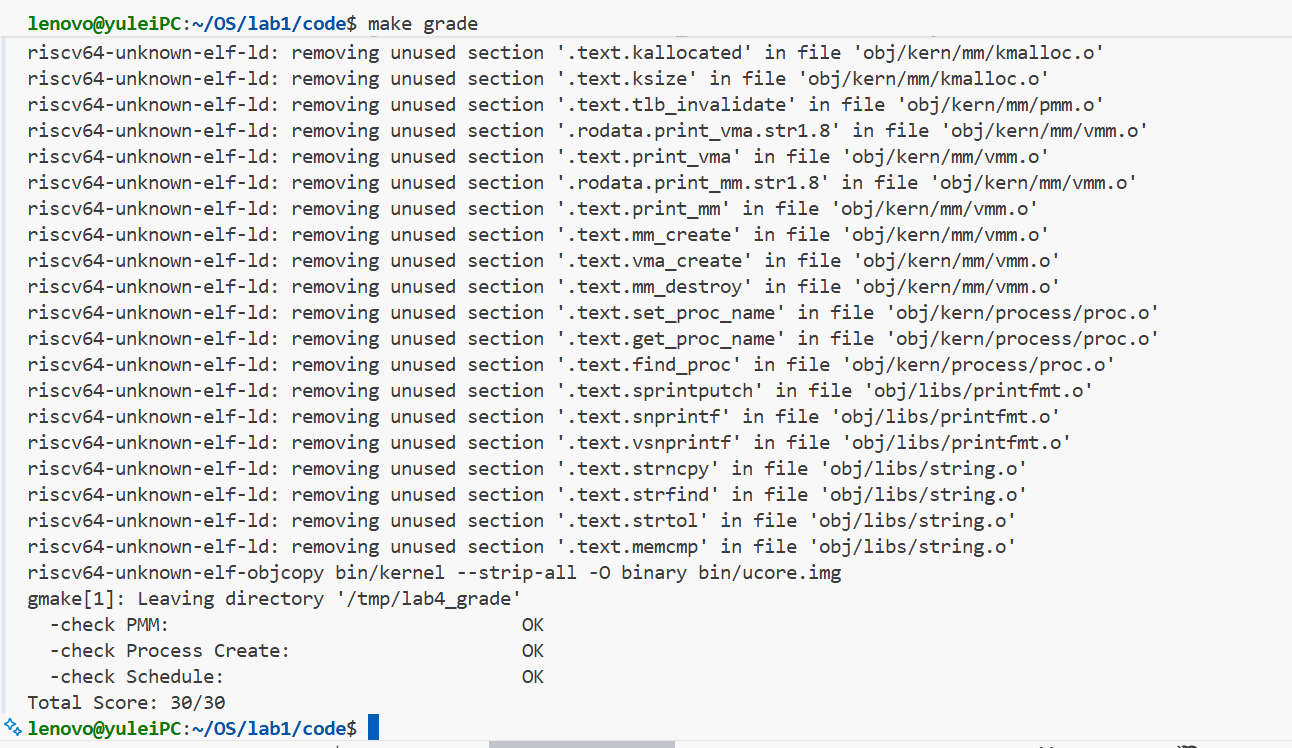 lenovo@yuleiPC:~/OS/lab1/code$ make grade
riscv64-unknown-elf-ld: removing unused section '.text.kallocated' in file 'obj/kern/mm/kmalloc.o'
riscv64-unknown-elf-ld: removing unused section '.text.ksize' in file 'obj/kern/mm/kmalloc.o'
riscv64-unknown-elf-ld: removing unused section '.text.tlb_invalidate' in file 'obj/kern/mm/pmm.o'
riscv64-unknown-elf-ld: removing unused section '.rodata.print_vma.str1.8' in file 'obj/kern/mm/vmm.o'
riscv64-unknown-elf-ld: removing unused section '.text.print_vma' in file 'obj/kern/mm/vmm.o'
riscv64-unknown-elf-ld: removing unused section '.rodata.print_mm.str1.8' in file 'obj/kern/mm/vmm.o'
riscv64-unknown-elf-ld: removing unused section '.text.print_mm' in file 'obj/kern/mm/vmm.o'
riscv64-unknown-elf-ld: removing unused section '.text.mm_create' in file 'obj/kern/mm/vmm.o'
riscv64-unknown-elf-ld: removing unused section '.text.vma_create' in file 'obj/kern/mm/vmm.o'
riscv64-unknown-elf-ld: removing unused section '.text.mm_destroy' in file 'obj/kern/mm/vmm.o'
riscv64-unknown-elf-ld: removing unused section '.text.set_proc_name' in file 'obj/kern/process/proc.o'
riscv64-unknown-elf-ld: removing unused section '.text.get_proc_name' in file 'obj/kern/process/proc.o'
riscv64-unknown-elf-ld: removing unused section '.text.find_proc' in file 'obj/kern/process/proc.o'
riscv64-unknown-elf-ld: removing unused section '.text.sprintputch' in file 'obj/libs/printfmt.o'
riscv64-unknown-elf-ld: removing unused section '.text.snprintf' in file 'obj/libs/printfmt.o'
riscv64-unknown-elf-ld: removing unused section '.text.vsnprintf' in file 'obj/libs/printfmt.o'
riscv64-unknown-elf-ld: removing unused section '.text.strncpy' in file 'obj/libs/string.o'
riscv64-unknown-elf-ld: removing unused section '.text.strfind' in file 'obj/libs/string.o'
riscv64-unknown-elf-ld: removing unused section '.text.strtol' in file 'obj/libs/string.o'
riscv64-unknown-elf-ld: removing unused section '.text.memcmp' in file 'obj/libs/string.o'
riscv64-unknown-elf-objcopy bin/kernel --strip-all -O binary bin/ucore.img
gmake[1]: Leaving directory '/tmp/lab4_grade'
  -check PMM:                                OK
  -check Process Create:                     OK
  -check Schedule:                           OK
Total Score: 30/30
lenovo@yuleiPC:~/OS/lab1/code$